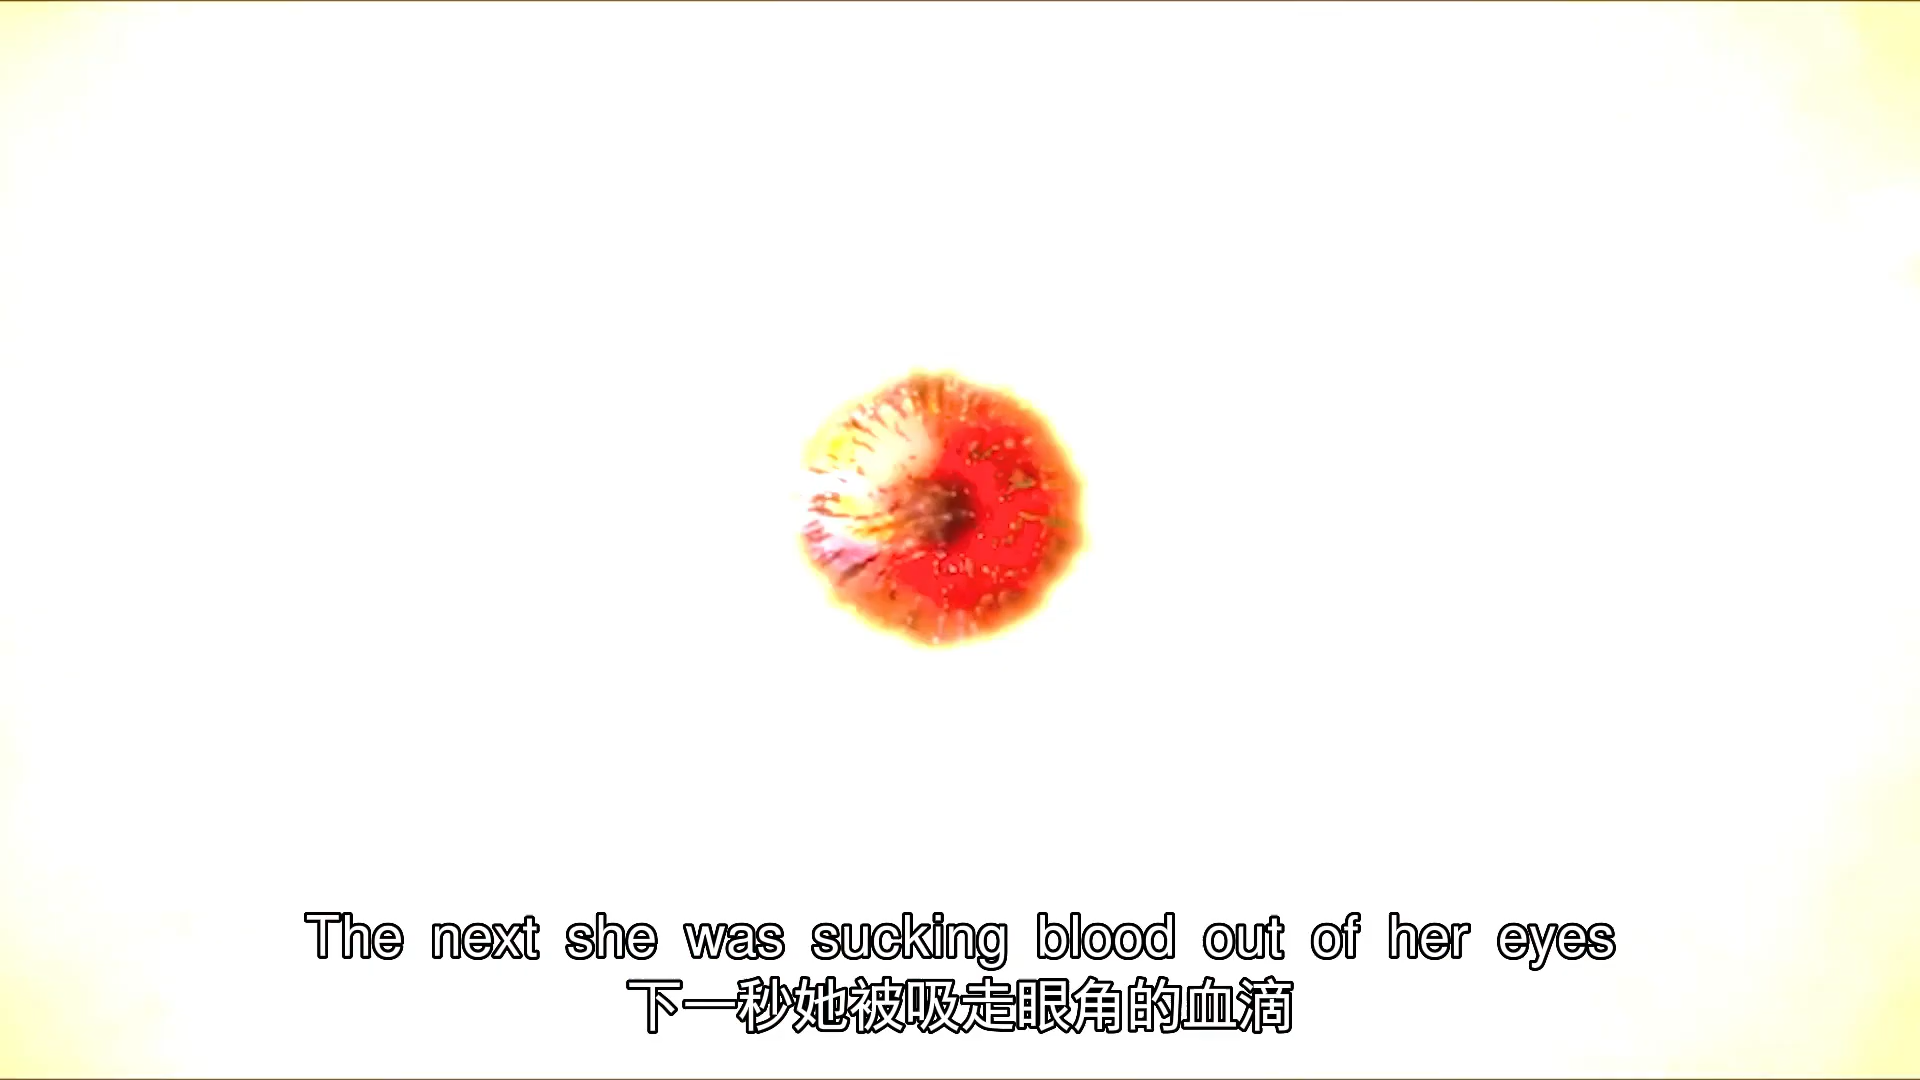 The next she was sucking blood out of her eyes
下一秒她被吸走眼角的血滴